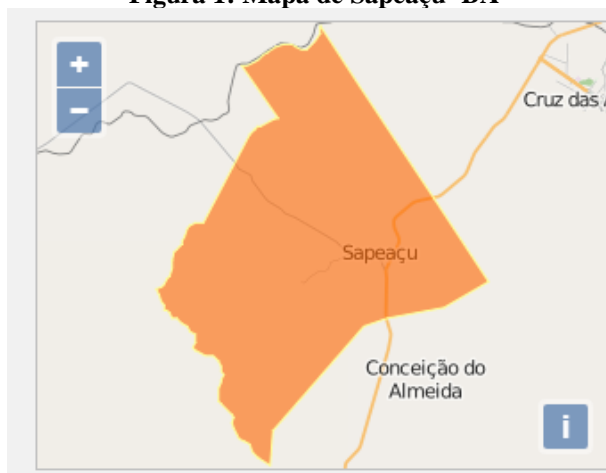 Figura 1: Mapa de Sapeaçu- BA
+
−
Cruz das
Sapeaçu
Conceição do
Almeida
i